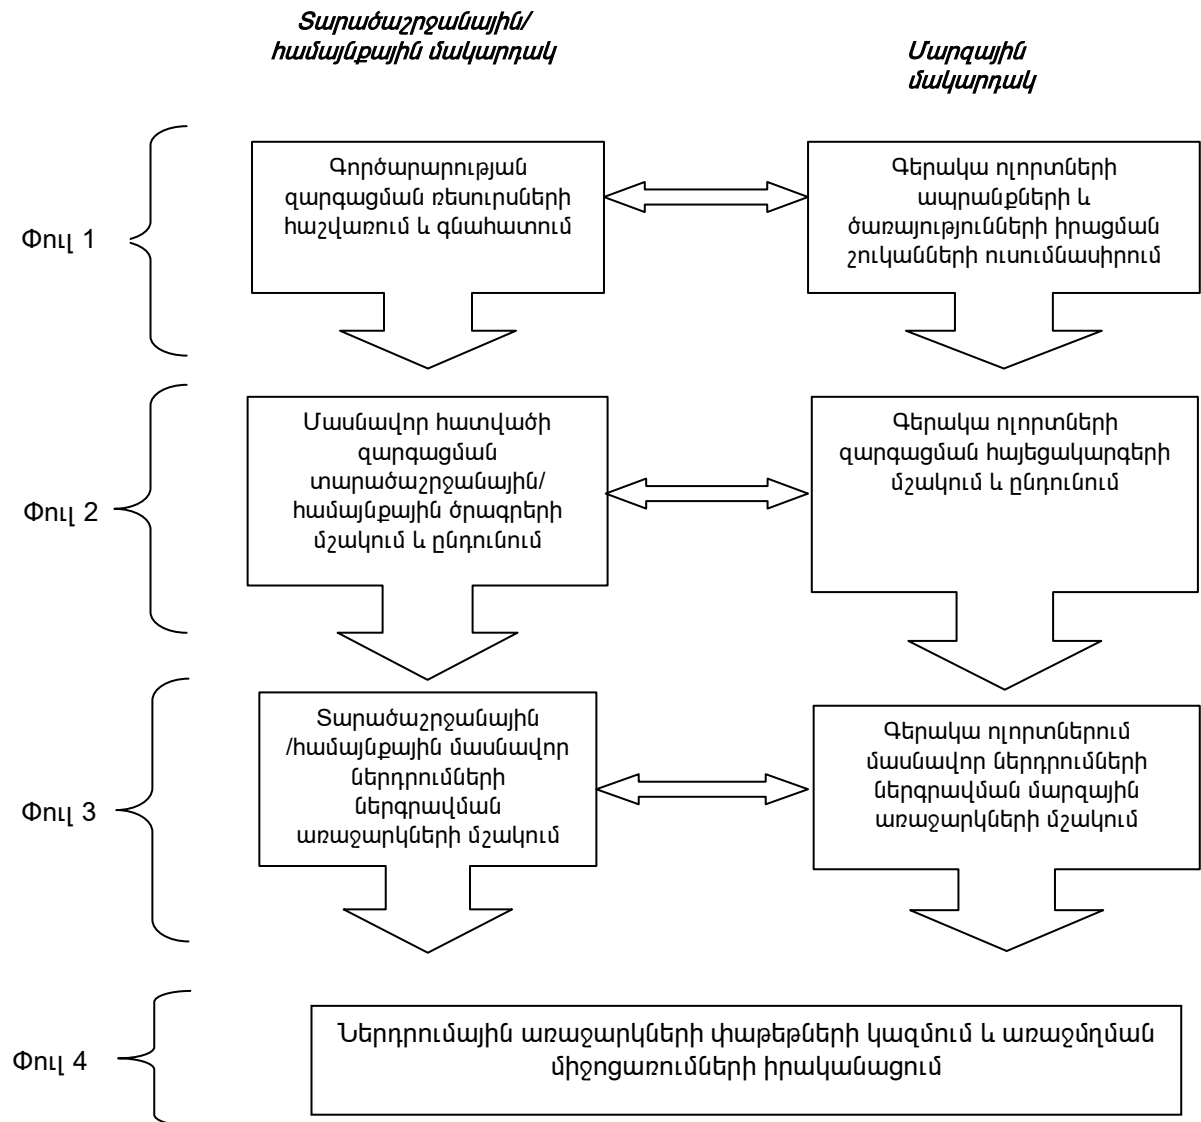 Տարածաշրջանային/
համայնքային մակարդակ
Մարզային
մակարդակ
Փուլ 1
Գործարարության
զարգացման ռեսուրսների
հաշվառում և գնահատում
Գերակա ոլորտների
ապրանքների և
ծառայությունների իրացման
շուկանների ուսումնասիրում
Փուլ 2
Մասնավոր հատվածի
զարգացման
տարածաշրջանային/
համայնքային ծրագրերի
մշակում և ընդունում
Գերակա ոլորտների
զարգացման հայեցակարգերի
մշակում և ընդունում
Փուլ 3
Տարածաշրջանային
/համայնքային մասնավոր
ներդրումների
ներգրավման
առաջարկների մշակում
Գերակա ոլորտներում
մասնավոր ներդրումների
ներգրավման մարզային
առաջարկների մշակում
Փուլ 4
Ներդրումային առաջարկների փաթեթների կազմում և առաջմղման
միջոցառումների իրականացում